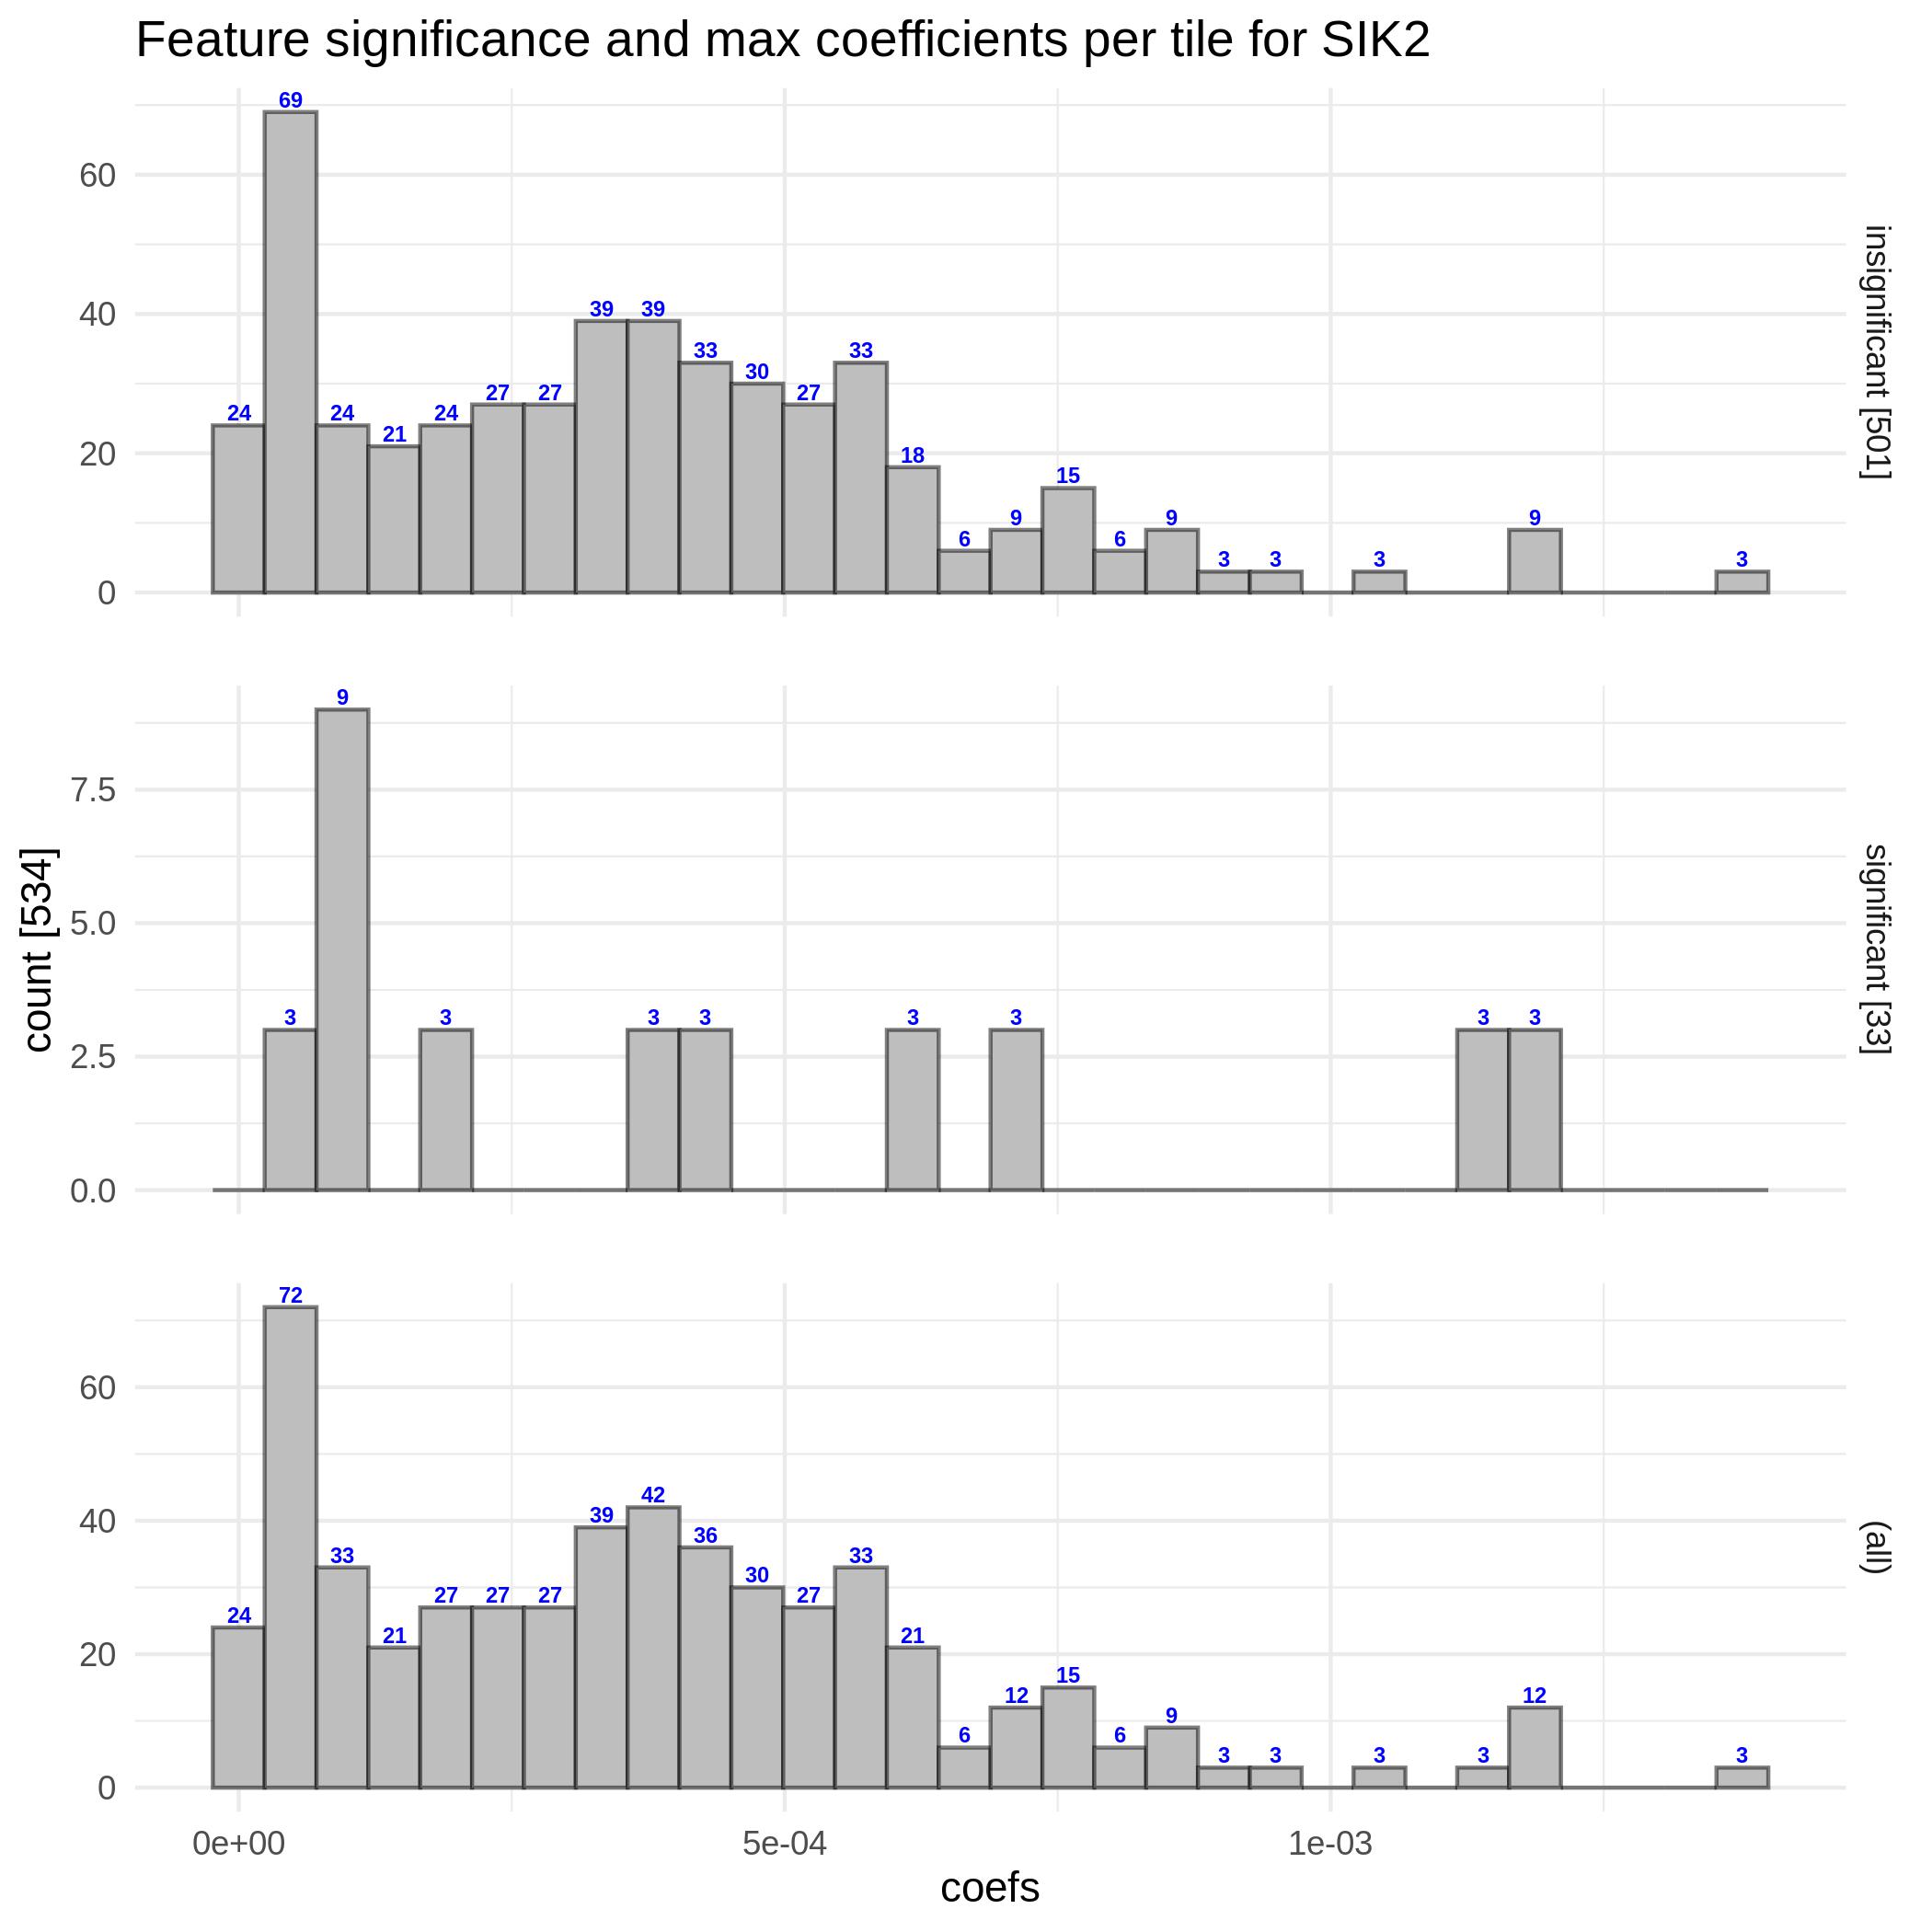 Feature significance and max coefficients per tile for SIK2
69
60
insignificant [501]
40
39 39
33 30 27 33
27 27
24 24 21 24
20
18
15
6 9 6 9 3 3 3 9 3
0
9
7.5
count [534]
significant [33]
5.0
3 3 3 3 3 3 3 3
2.5
0.0
72
60
(all)
40
39 42 36
33 30 27 33
27 27 27
24 21 21
20
15
12 12
6 6 9 3 3 3 3 3
0
0e+00 5e-04 1e-03
coefs